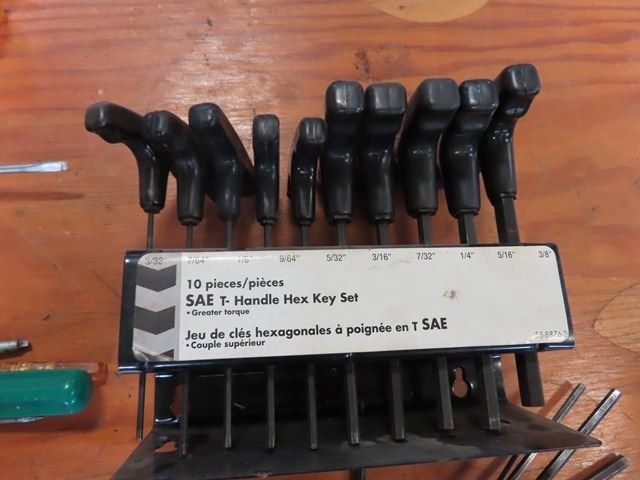 3/32" 7/64" 1/8" 9/64" 5/32" 3/16" 7/32" 1/4" 5/16" 3/8"
10 pieces/pièces
SAE T- Handle Hex Key Set
• Greater torque
Jeu de clés hexagonales à poignée en T SAE
• Couple supérieur